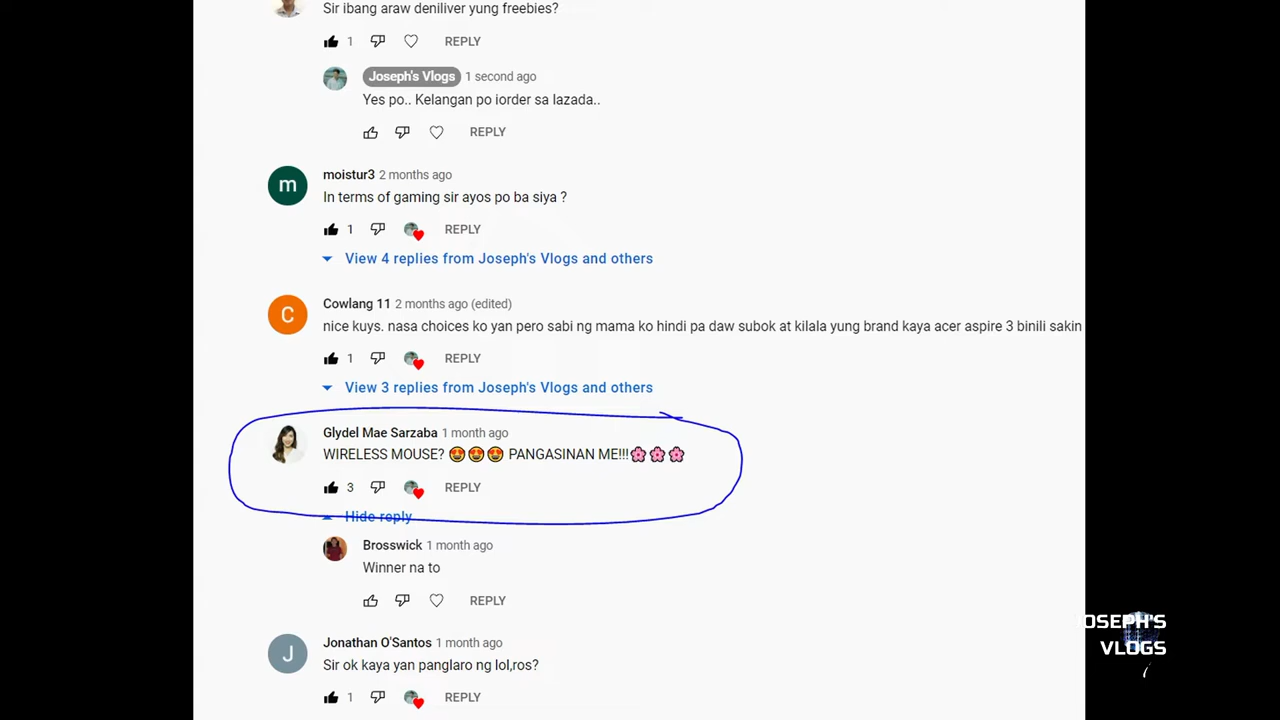 Sir ibang araw deniliver yung freebies?
1 REPLY
Joseph's Vlogs 1 second ago
Yes po.. Kelangan po iorder sa lazada..
REPLY
m moistur3 2 months ago
In terms of gaming sir ayos po ba siya ?
1 REPLY
View 4 replies from Joseph's Vlogs and others
C Cowlang 11 2 months ago (edited)
nice kuys. nasa choices ko yan pero sabi ng mama ko hindi pa daw subok at kilala yung brand kaya acer aspire 3 binili sakin
1 REPLY
View 3 replies from Joseph's Vlogs and others
Glydel Mae Sarzaba 1 month ago
WIRELESS MOUSE? 😍😍😍 PANGASINAN ME!!!🌸🌸🌸
3 REPLY
Hide reply
Brosswick 1 month ago
Winner na to
REPLY
J Jonathan O'Santos 1 month ago
Sir ok kaya yan panglaro ng lol,ros?
1 REPLY
OSEPH'S
VLOGS